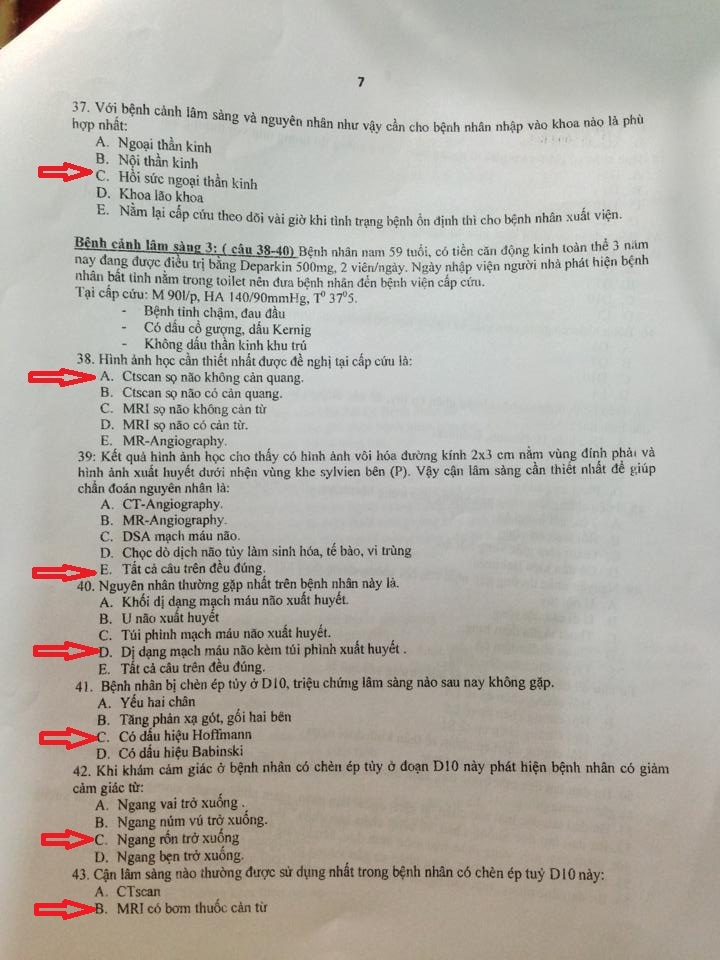 7
37. Với bệnh cảnh lâm sàng và nguyên nhân như vậy cần cho bệnh nhân nhập vào khoa nào là phù
hợp nhất:
A. Ngoại thần kinh
B. Nội thần kinh
C. Hồi sức ngoại thần kinh
D. Khoa lão khoa
E. Nằm lại cấp cứu theo dõi vài giờ khi tình trạng bệnh ổn định thì cho bệnh nhân xuất viện.
Bệnh cảnh lâm sàng 3: ( câu 38-40) Bệnh nhân nam 59 tuổi, có tiền căn động kinh toàn thể 3 năm
nay đang được điều trị bằng Deparkin 500mg, 2 viên/ngày. Ngày nhập viện người nhà phát hiện bệnh
nhân bất tỉnh nằm trong toilet nên đưa bệnh nhân đến bệnh viện cấp cứu.
Tại cấp cứu: M 90l/p, HA 140/90mmHg, T⁰ 37⁰5.
- Bệnh tỉnh chậm, đau đầu
- Có dấu cổ gượng, dấu Kernig
- Không dấu thần kinh khu trú
38. Hình ảnh học cần thiết nhất được đề nghị tại cấp cứu là:
A. Ctscan sọ não không cản quang.
B. Ctscan sọ não có cản quang.
C. MRI sọ não không cản từ
D. MRI sọ não có cản từ.
E. MR-Angiography.
39: Kết quả hình ảnh học cho thấy có hình ảnh vôi hóa đường kính 2x3 cm nằm vùng đính phải và
hình ảnh xuất huyết dưới nhện vùng khe sylvien bên (P). Vậy cận lâm sàng cần thiết nhất để giúp
chẩn đoán nguyên nhân là:
A. CT-Angiography.
B. MR-Angiography.
C. DSA mạch máu não.
D. Chọc dò dịch não tủy làm sinh hóa, tế bào, vi trùng
E. Tất cả câu trên đều đúng.
40. Nguyên nhân thường gặp nhất trên bệnh nhân này là.
A. Khối dị dạng mạch máu não xuất huyết.
B. U não xuất huyết
C. Túi phình mạch máu não xuất huyết.
D. Dị dạng mạch máu não kèm túi phình xuất huyết .
E. Tất cả câu trên đều đúng.
41. Bệnh nhân bị chèn ép tủy ở D10, triệu chứng lâm sàng nào sau nay không gặp.
A. Yếu hai chân
B. Tăng phản xạ gót, gối hai bên
C. Có dấu hiệu Hoffmann
D. Có dấu hiệu Babinski
42. Khi khám cảm giác ở bệnh nhân có chèn ép tủy ở đoạn D10 này phát hiện bệnh nhân có giảm
cảm giác từ:
A. Ngang vai trở xuống .
B. Ngang núm vú trở xuống.
C. Ngang rốn trở xuống
D. Ngang bẹn trở xuống.
43. Cận lâm sàng nào thường được sử dụng nhất trong bệnh nhân có chèn ép tuỷ D10 này:
A. CTscan
B. MRI có bơm thuốc cản từ